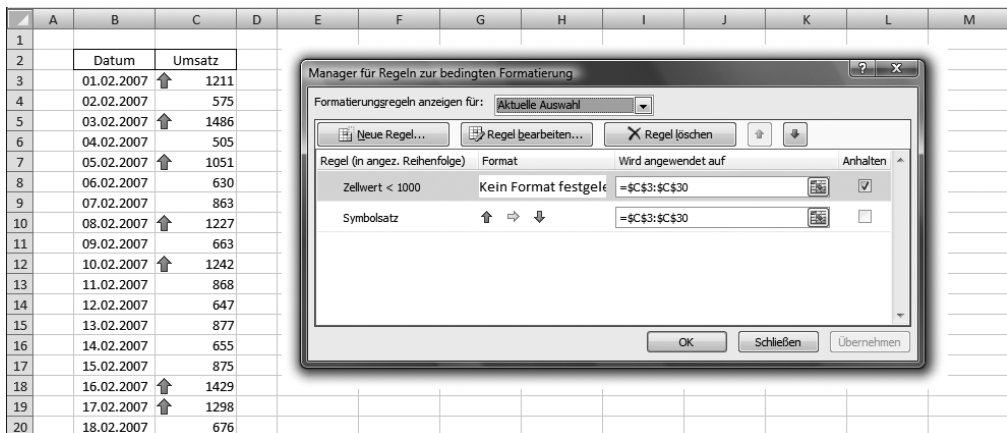 A B C D E F G H I J K L M
1
2 Datum Umsatz
3 01.02.2007 1211
4 02.02.2007 575
5 03.02.2007 1486
6 04.02.2007 505
7 05.02.2007 1051
8 06.02.2007 630
9 07.02.2007 863
10 08.02.2007 1227
11 09.02.2007 663
12 10.02.2007 1242
13 11.02.2007 868
14 12.02.2007 647
15 13.02.2007 877
16 14.02.2007 655
17 15.02.2007 875
18 16.02.2007 1429
19 17.02.2007 1298
20 18.02.2007 676
Manager für Regeln zur bedingten Formatierung
Formatierungsregeln anzeigen für: Aktuelle Auswahl
Neue Regel... Regel bearbeiten... Regel löschen
Regel (in angez. Reihenfolge) Format Wird angewendet auf Anhalten
Zellwert < 1000 Kein Format festgele =$C$3:$C$30
Symbolsatz =$C$3:$C$30
OK Schließen Übernehmen